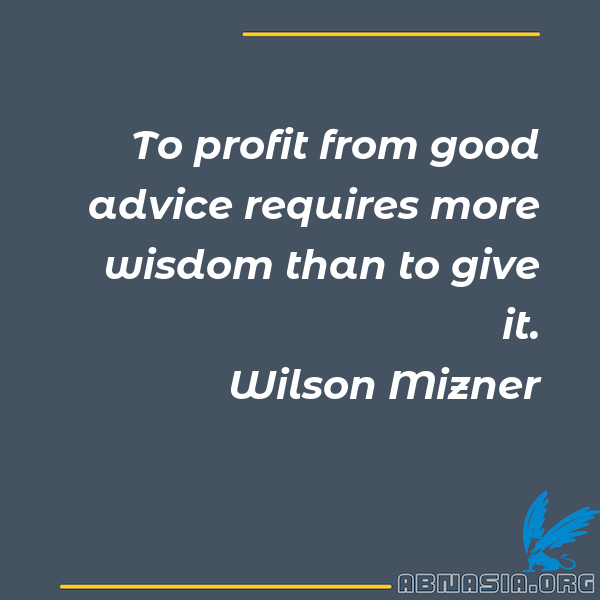 To profit from good
advice requires more
wisdom than to give
it.
Wilson Mizner
ABNASIA.ORG